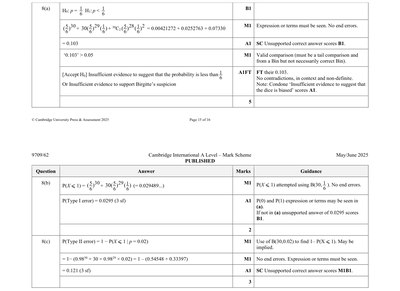 8(a) H₀: p = 1/6 H₁: p < 1/6 B1
(5/6)^30 + 30(5/6)^29(1/6) + ³⁰C₂(5/6)^28(1/6)^2 = 0.00421272 + 0.0252763 + 0.07330 M1 Expression or terms must be seen. No end errors.
= 0.103 A1 SC Unsupported correct answer scores B1.
‘0.103’ > 0.05 M1 Valid comparison (must be a tail comparison and from a Bin but not necessarily correct Bin).
[Accept H₀] Insufficient evidence to suggest that the probability is less than 1/6 A1FT FT their 0.103.
No contradictions, in context and non-definite.
Or Insufficient evidence to support Birgitte’s suspicion Note: Condone ‘Insufficient evidence to suggest that the dice is biased’ scores A1.
5
© Cambridge University Press & Assessment 2025 Page 15 of 16
9709/62 Cambridge International A Level – Mark Scheme May/June 2025
PUBLISHED
Question Answer Marks Guidance
8(b) P(X ⩽ 1) = (5/6)^30 + 30(5/6)^29(1/6) (= 0.029489...) M1 P(X ⩽ 1) attempted using B(30, 1/6). No end errors.
P(Type I error) = 0.0295 (3 sf) A1 P(0) and P(1) expression or terms may be seen in (a).
If not in (a) unsupported answer of 0.0295 scores B1.
2
8(c) P(Type II error) = 1 − P(X ⩽ 1 | p = 0.02) M1 Use of B(30,0.02) to find 1− P(X ⩽ 1). May be implied.
= 1− (0.98^30 + 30 × 0.98^29 × 0.02) = 1 – (0.54548 + 0.33397) M1 No end errors. Expression or terms must be seen.
= 0.121 (3 sf) A1 SC Unsupported correct answer scores M1B1.
3